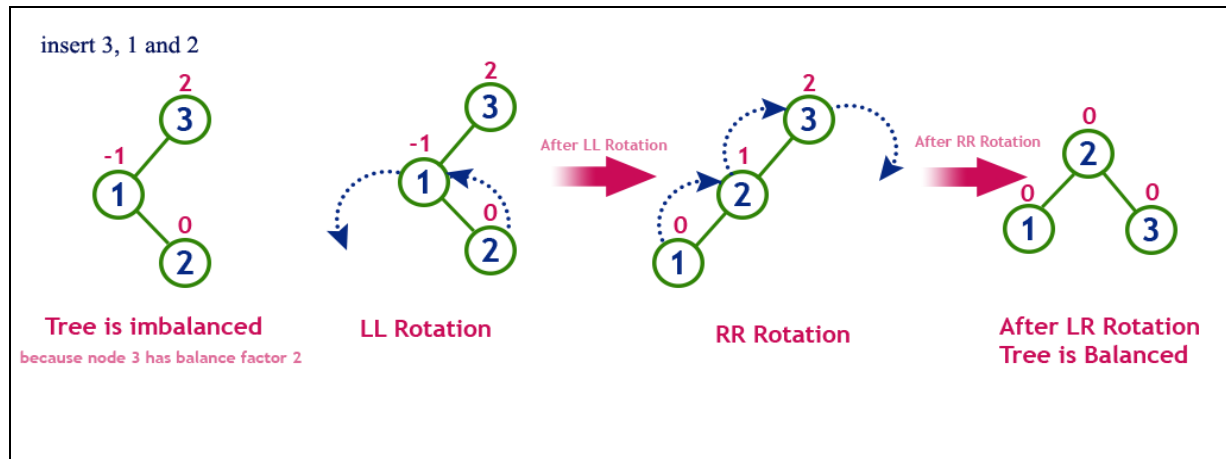 insert 3, 1 and 2
2
3
-1
1
0
2
Tree is imbalanced
because node 3 has balance factor 2
2
3
-1
1
0
2
LL Rotation
After LL Rotation
2
3
1
2
0
1
RR Rotation
After RR Rotation
0
2
0
1
0
3
After LR Rotation
Tree is Balanced